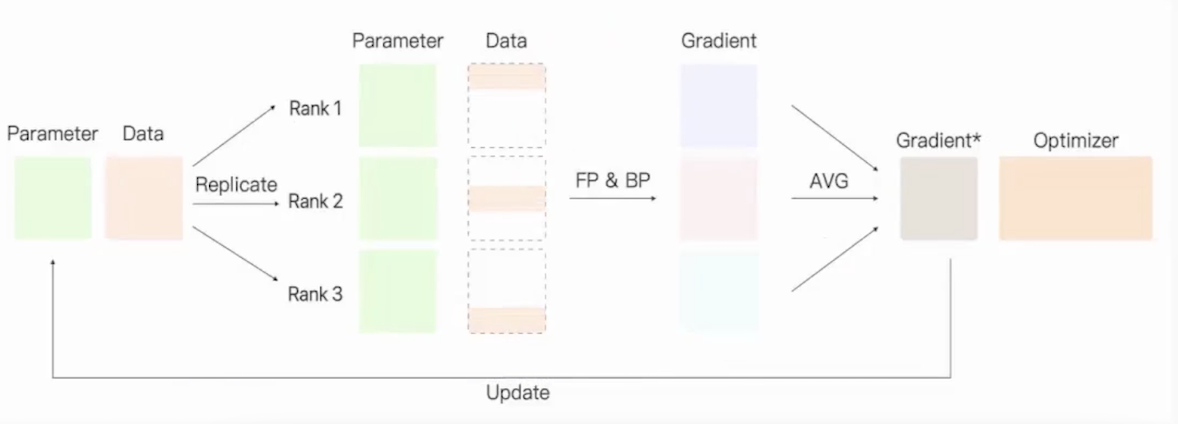 Parameter
Data
Gradient
Rank 1
Parameter
Data
Gradient*
Optimizer
Replicate
Rank 2
FP & BP
AVG
Rank 3
Update